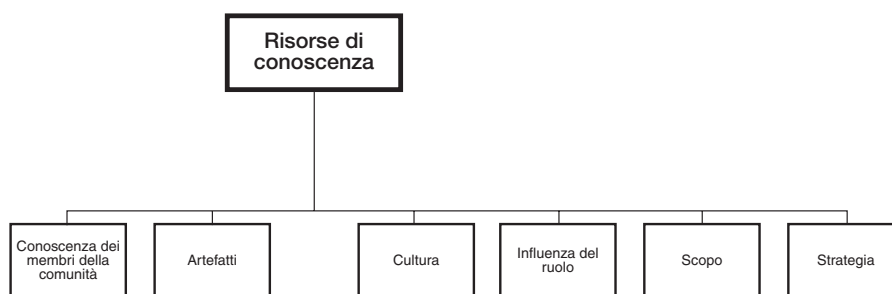 Risorse di
conoscenza
Conoscenza dei
membri della
comunità
Artefatti
Cultura
Influenza del
ruolo
Scopo
Strategia